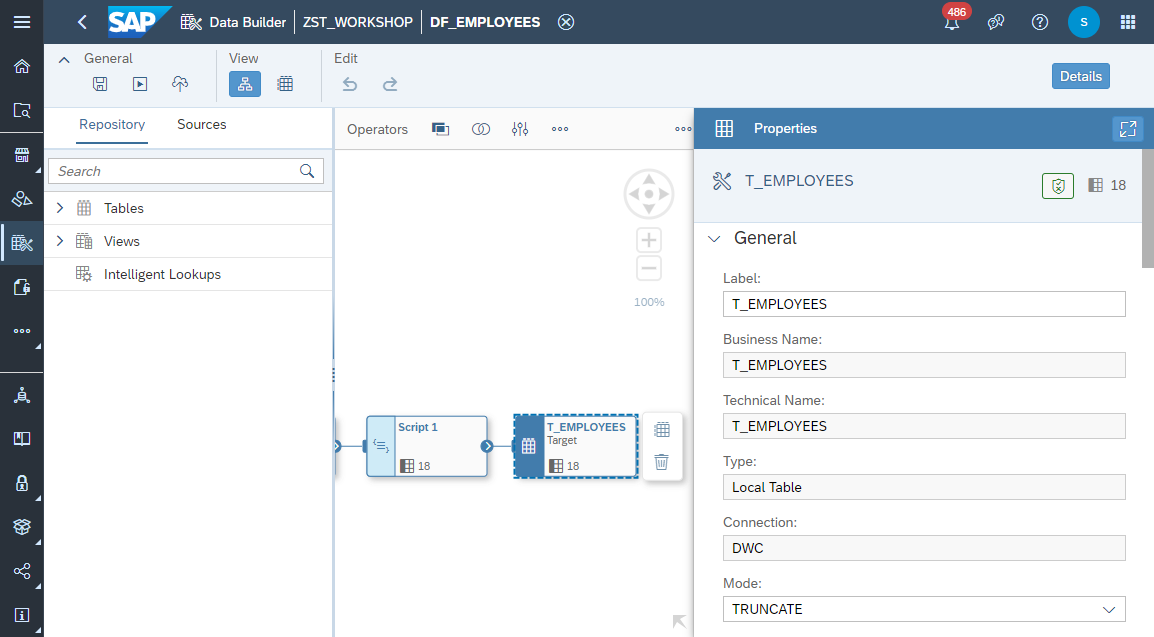 SAP Data Builder ZST_WORKSHOP DF_EMPLOYEES 486 S
General View Edit
Details
Repository Sources
Search
Tables
Views
Intelligent Lookups
Operators
100%
Script 1
18
T_EMPLOYEES
Target
18
Properties
T_EMPLOYEES 18
General
Label:
T_EMPLOYEES
Business Name:
T_EMPLOYEES
Technical Name:
T_EMPLOYEES
Type:
Local Table
Connection:
DWC
Mode:
TRUNCATE